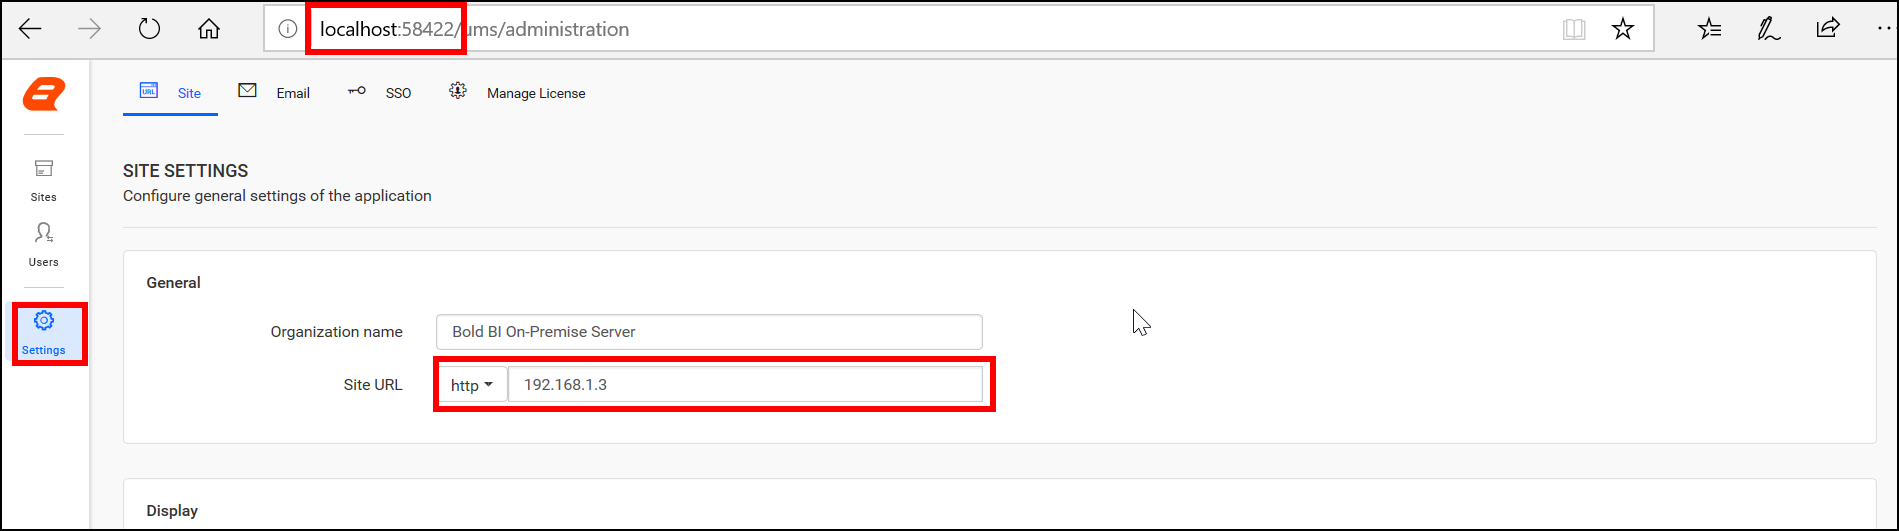 localhost:58422/ums/administration
URL Site Email SSO Manage License
SITE SETTINGS
Configure general settings of the application
Sites
Users
Settings
General
Organization name Bold BI On-Premise Server
Site URL http 192.168.1.3
Display